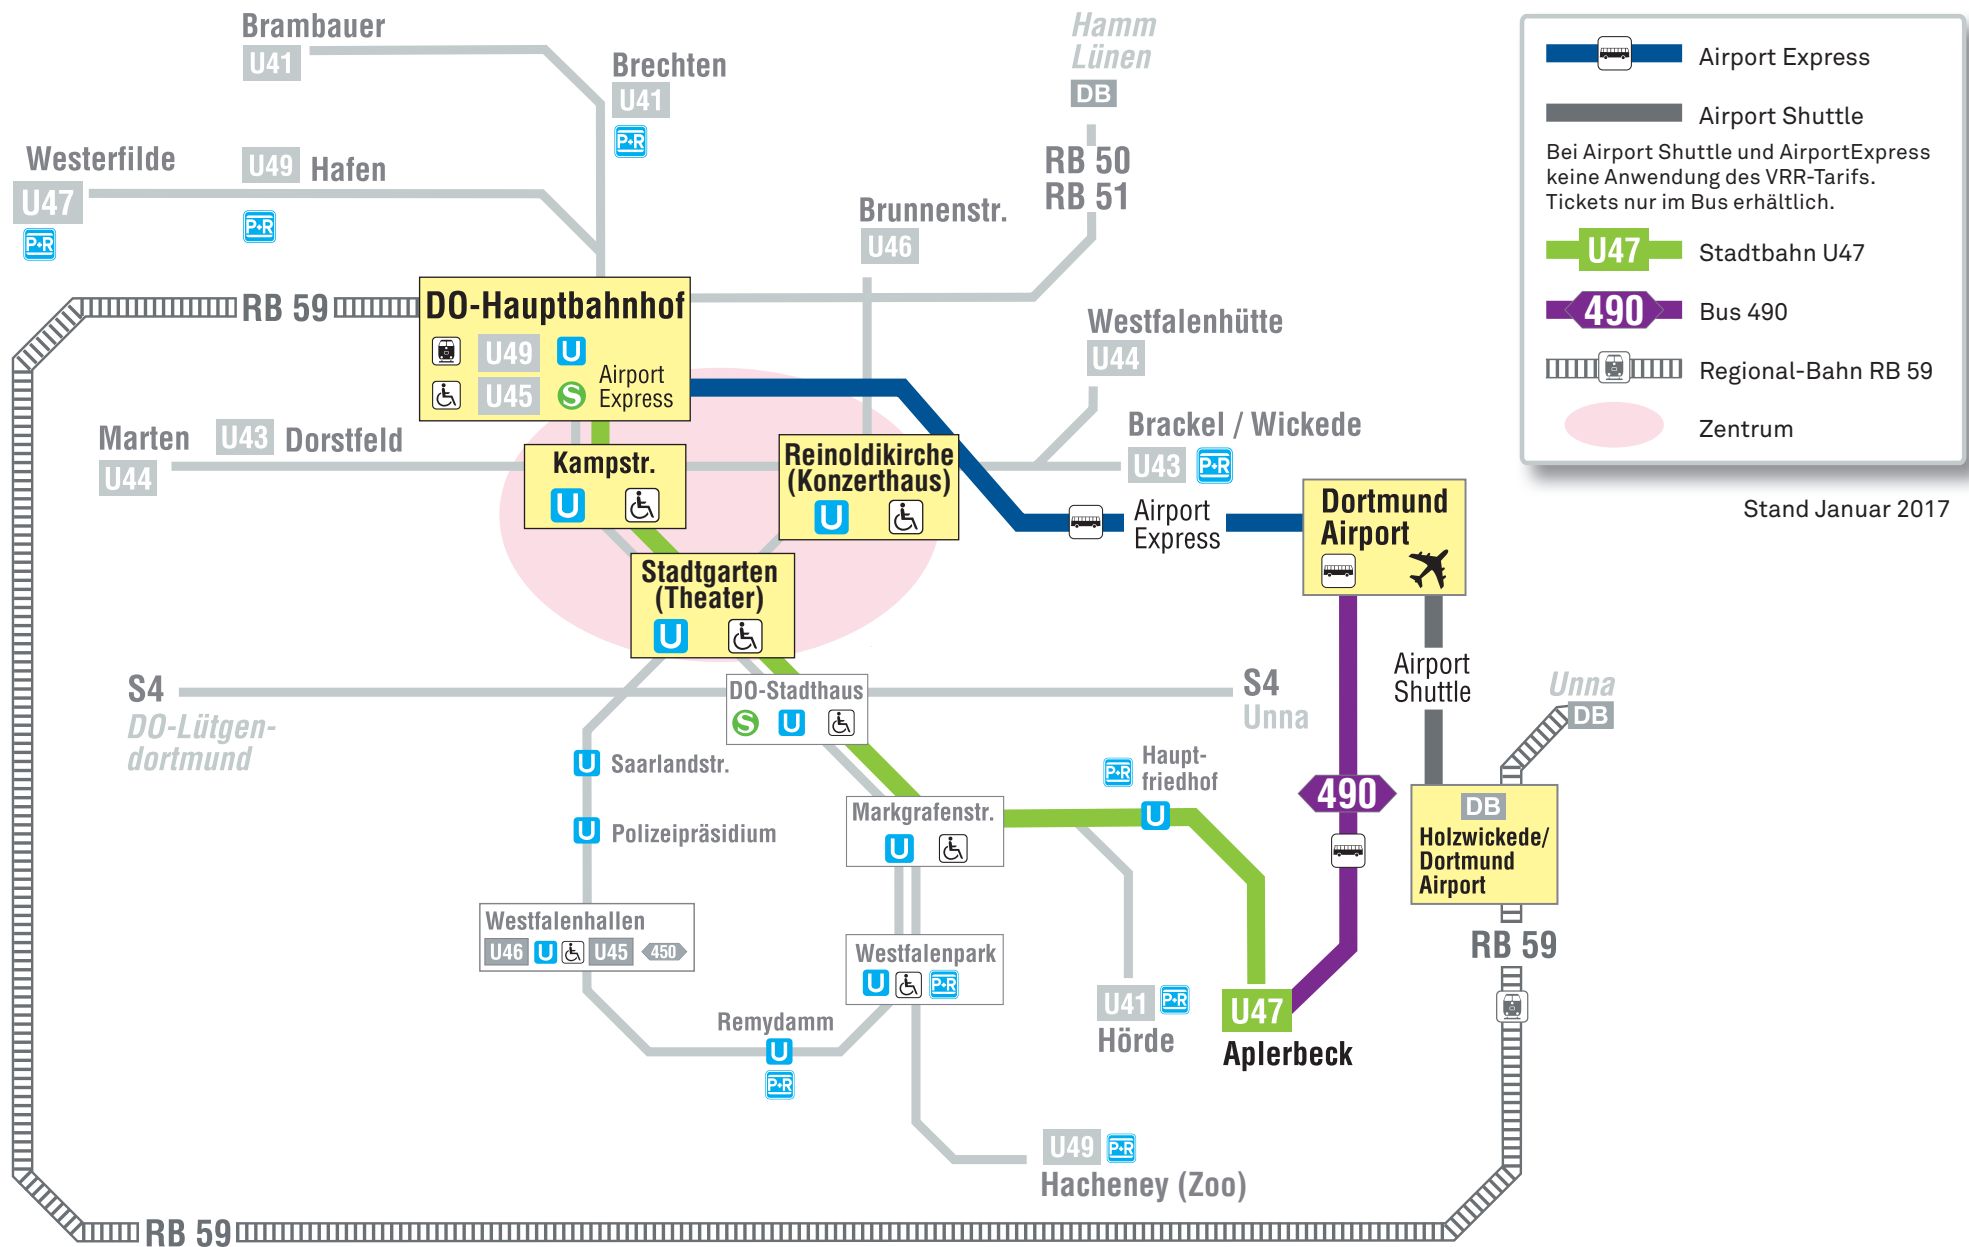 Brambauer
U41
Brechten
U41
P+R
Hamm
Lünen
DB
RB 50
RB 51
Westerfilde
U47
P+R
U49 Hafen
P+R
Brunnenstr.
U46
RB 59
DO-Hauptbahnhof
U49 U
U45 S
Airport
Express
Westfalenhütte
U44
Marten
U44
U43 Dorstfeld
Kampstr.
U
Reinoldikirche
(Konzerthaus)
U
Brackel / Wickede
U43 P+R
Airport
Express
Dortmund
Airport
Stadtgarten
(Theater)
U
S4
DO-Lütgen-
dortmund
DO-Stadthaus
S U
S4
Unna
Airport
Shuttle
Unna
DB
U Saarlandstr.
U Polizeipräsidium
Markgrafenstr.
U
P+R
Haupt-
friedhof
U
490
DB
Holzwickede/
Dortmund
Airport
RB 59
Westfalenhallen
U46 U U45 450
Westfalenpark
U P+R
Remydamm
U
P+R
U41 P+R
Hörde
U47
Aplerbeck
U49 P+R
Hacheney (Zoo)
RB 59
Airport Express
Airport Shuttle
Bei Airport Shuttle und AirportExpress
keine Anwendung des VRR-Tarifs.
Tickets nur im Bus erhältlich.
U47 Stadtbahn U47
490 Bus 490
Regional-Bahn RB 59
Zentrum
Stand Januar 2017